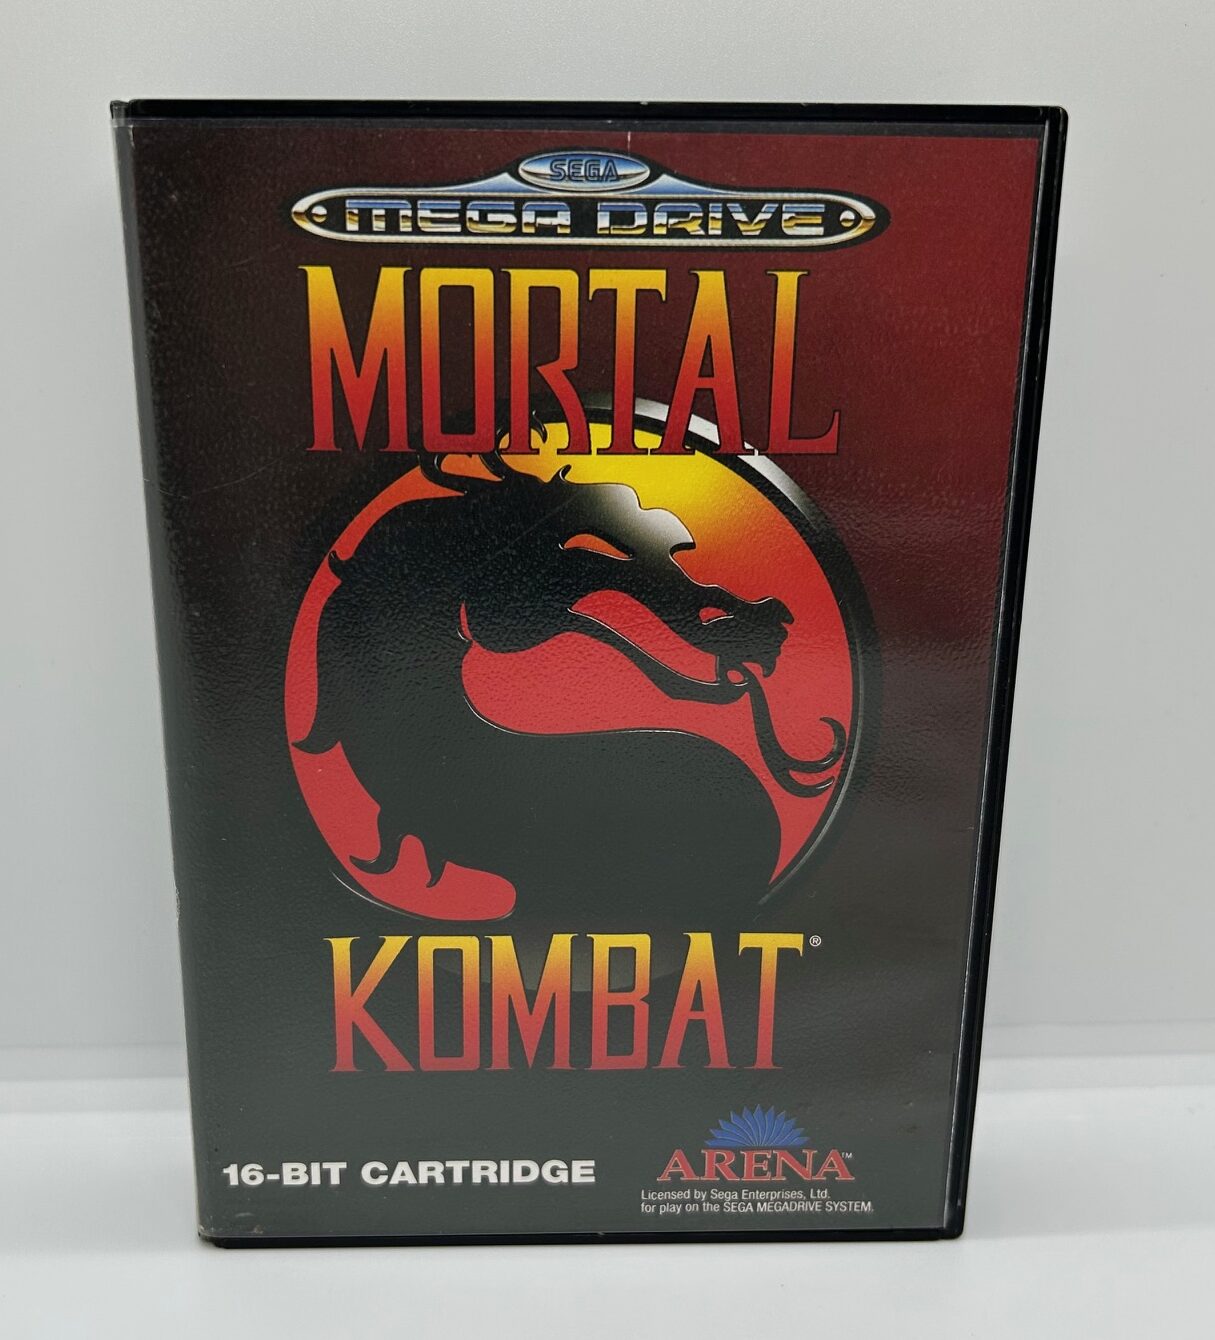 SEGA
MEGA DRIVE
MORTAL
KOMBAT®
ARENA™
16-BIT CARTRIDGE
Licensed by Sega Enterprises, Ltd.
for play on the SEGA MEGADRIVE SYSTEM.